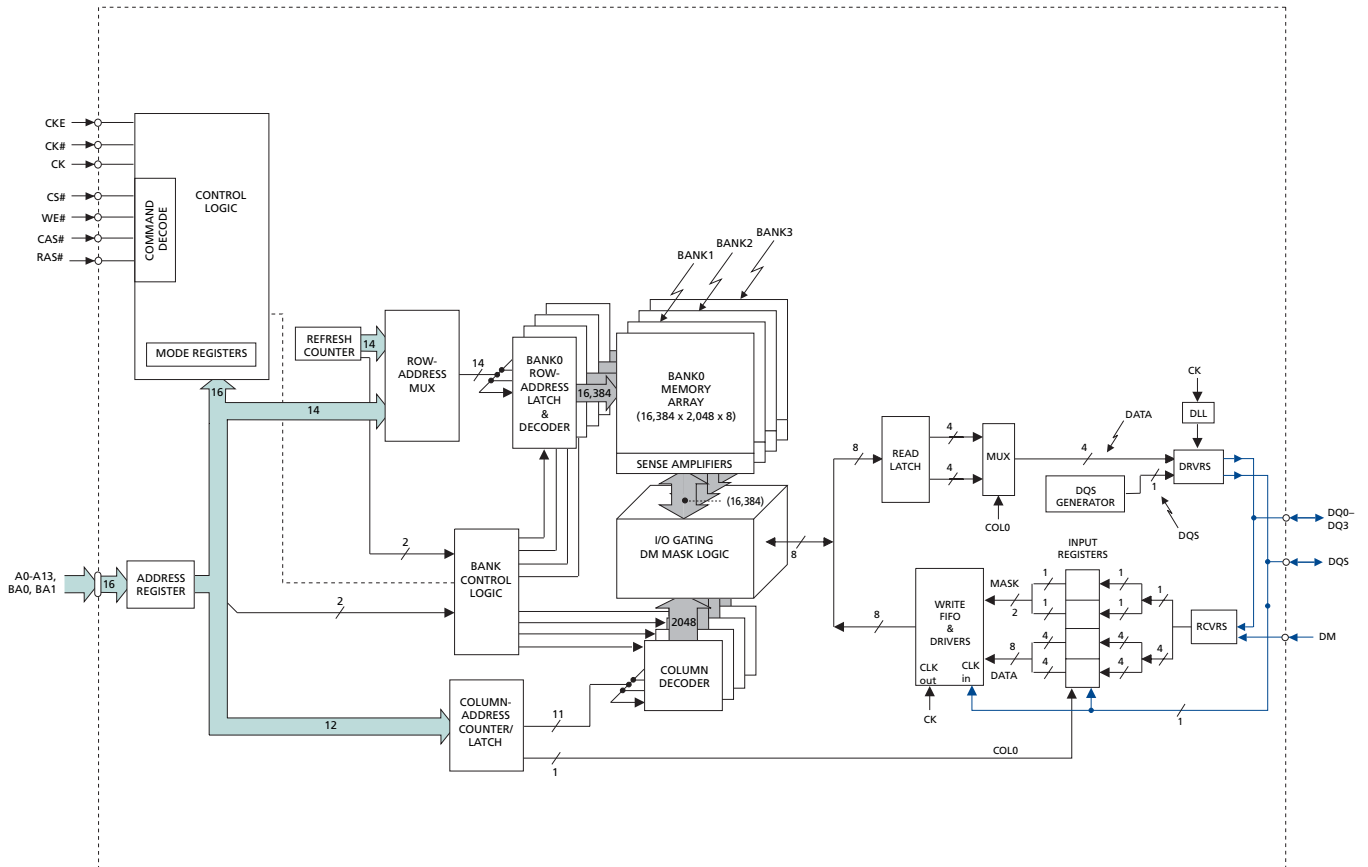 CKE
CK#
CK
CS#
WE#
CAS#
RAS#
COMMAND
DECODE
CONTROL
LOGIC
MODE REGISTERS
REFRESH
COUNTER
14
ROW-
ADDRESS
MUX
16
14
14
BANK0
ROW-
ADDRESS
LATCH
&
DECODER
16,384
BANK1
BANK2
BANK3
BANK0
MEMORY
ARRAY
(16,384 x 2,048 x 8)
SENSE AMPLIFIERS
(16,384)
I/O GATING
DM MASK LOGIC
2048
COLUMN
DECODER
A0-A13,
BA0, BA1
16
ADDRESS
REGISTER
2
2
BANK
CONTROL
LOGIC
12
COLUMN-
ADDRESS
COUNTER/
LATCH
11
1
COL0
8
8
READ
LATCH
4
4
MUX
COL0
4
DATA
CK
DLL
DRVRS
DQS
GENERATOR
1
DQS
DQ0–
DQ3
DQS
DM
INPUT
REGISTERS
8
WRITE
FIFO
&
DRIVERS
CLK
out
CLK
in
CK
MASK
2
8
DATA
1
1
4
4
1
1
4
4
1
4
RCVRS
1